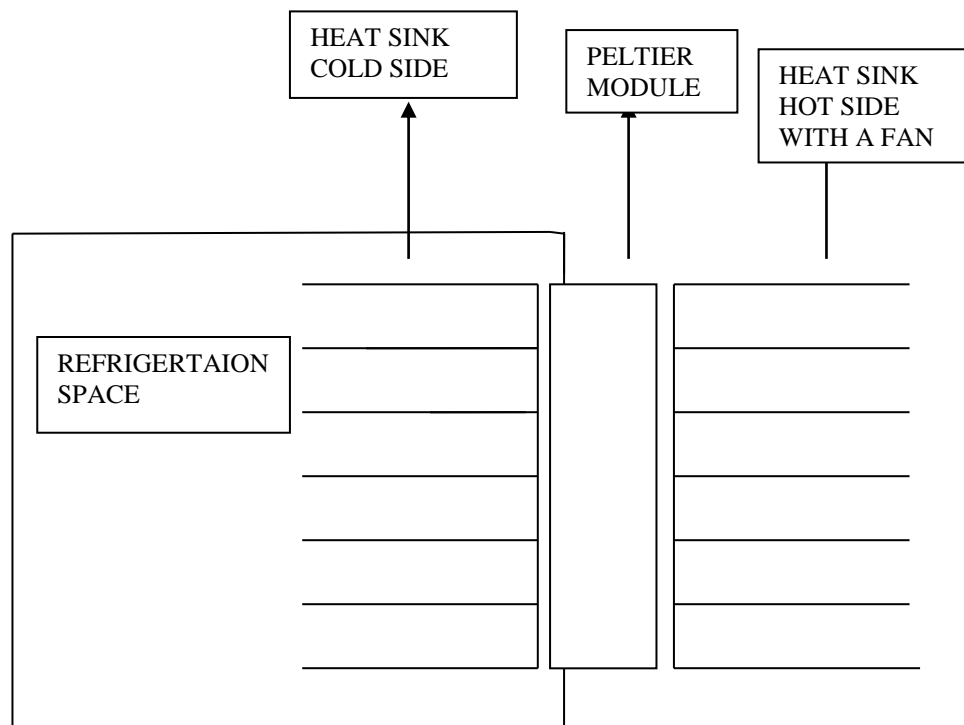 HEAT SINK
COLD SIDE
PELTIER
MODULE
HEAT SINK
HOT SIDE
WITH A FAN
REFRIGERTAION
SPACE